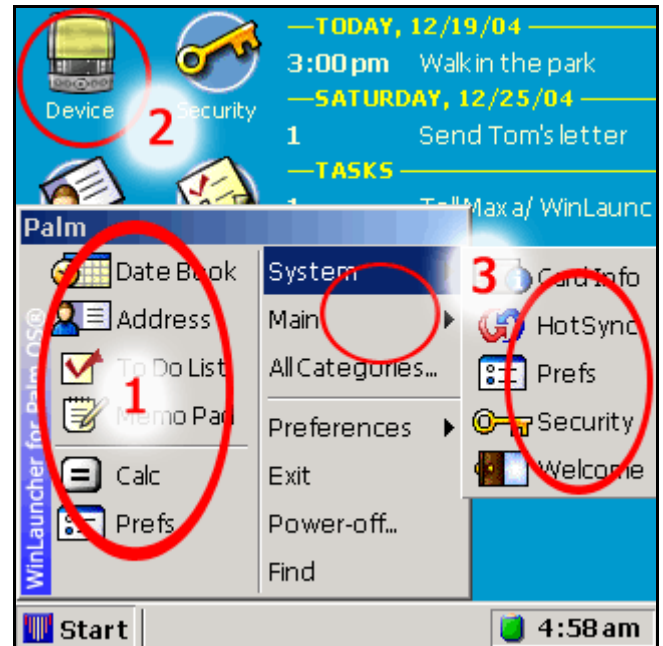 TODAY, 12/19/04
3:00 pm Walk in the park
Device
Security
2
SATURDAY, 12/25/04
1 Send Tom's letter
TASKS
1 Max a/ WinLaunc
Palm
Date Book
Address
To Do List
Memo Pad
1
Calc
Prefs
WinLauncher for Palm OS®
System
Main
All Categories...
Preferences
Exit
Power-off...
Find
3
Card Info
HotSync
Prefs
Security
Welcome
Start
4:58 am